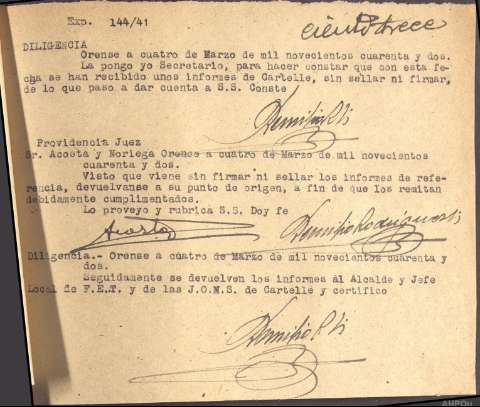 Exp. 144/41
ciento trece
DILIGENCIA
Orense a cuatro de Marzo de mil novecientos cuarenta y dos.
La pongo yo Secretario, para hacer constar que con esta fe-
cha se han recibido unos informes de Cartelle, sin sellar ni firmar,
de lo que paso a dar cuenta a S.S. Conste
Providencia Juez
Sr. Acosta y Noriega Orense a cuatro de Marzo de mil novecientos
cuarenta y dos.
Visto que viene sin firmar ni sellar los informes de refe-
rencia, devuelvanse a su punto de origen, a fin de que los remitan
debidamente cumplimentados.
Lo proveyo y rubrica S.S. Doy fe
Acosta
Diligencia.- Orense a cuatro de Marzo de mil novecientos cuarenta y
dos.
Seguidamente se devuelven los informes al Alcalde y Jefe
Local de F.E.T. y de las J.O.N.S. de Cartelle y certifico
AHPOu